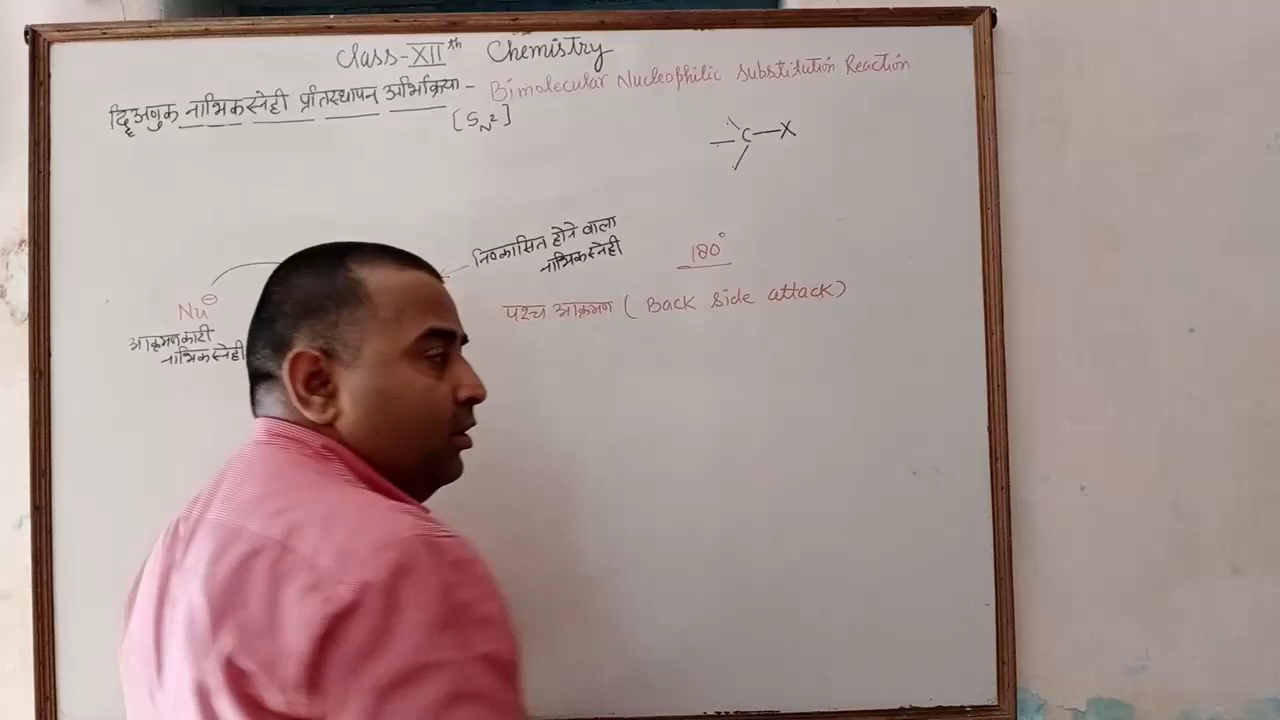 Class-XIIth Chemistry
द्विअणुक नाभिकस्नेही प्रतिस्थापन अभिक्रिया - Bimolecular Nucleophilic Substitution Reaction
[SN2]
C-X
निष्कासित होने वाला
नाभिकस्नेही
180°
Nu⊖
पश्च आक्रमण (Back side attack)
आक्रमणकारी
नाभिकस्नेही